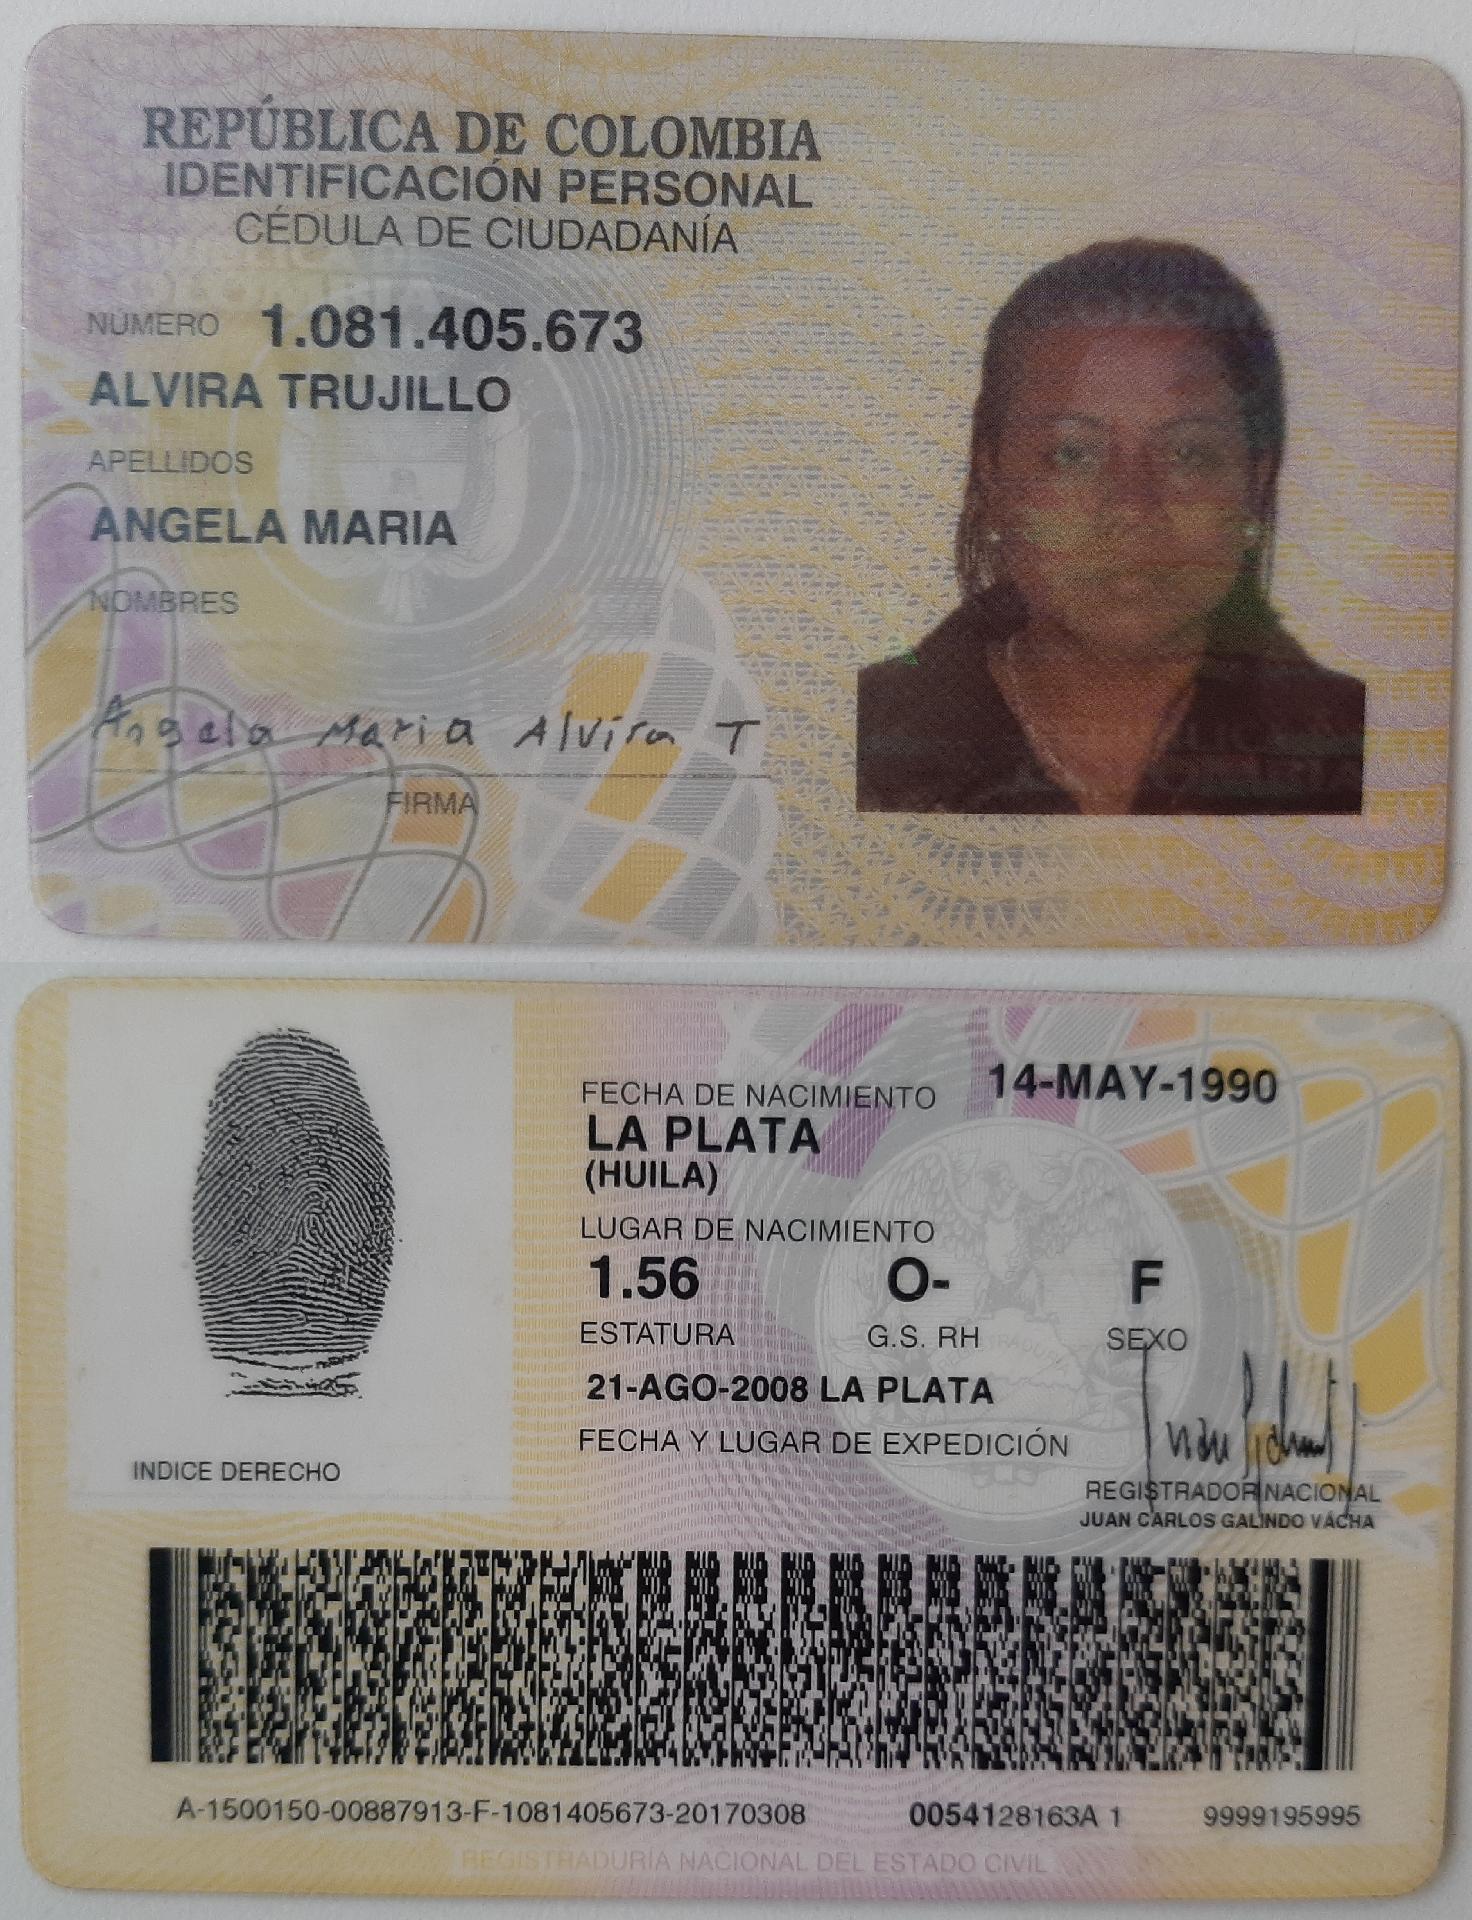 REPÚBLICA DE COLOMBIA
IDENTIFICACIÓN PERSONAL
CÉDULA DE CIUDADANÍA
NÚMERO 1.081.405.673
ALVIRA TRUJILLO
APELLIDOS
ANGELA MARIA
NOMBRES
Angela Maria Alvira T
FIRMA
FECHA DE NACIMIENTO 14-MAY-1990
LA PLATA
(HUILA)
LUGAR DE NACIMIENTO
1.56 O- F
ESTATURA G.S. RH SEXO
21-AGO-2008 LA PLATA
FECHA Y LUGAR DE EXPEDICIÓN
INDICE DERECHO
REGISTRADOR NACIONAL
JUAN CARLOS GALINDO VÁCHA
A-1500150-00887913-F-1081405673-20170308 0054128163A 1 9999195995
REGISTRADURÍA NACIONAL DEL ESTADO CIVIL